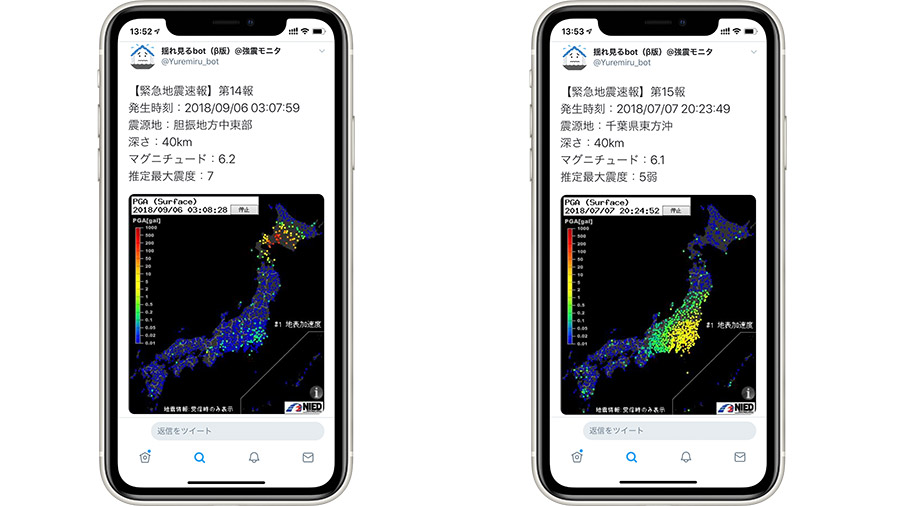 13:52
揺れ見るbot（β版）@強震モニタ
@Yuremiru_bot
【緊急地震速報】第14報
発生時刻：2018/09/06 03:07:59
震源地：胆振地方中東部
深さ：40km
マグニチュード：6.2
推定最大震度：7
PGA (Surface)
2018/09/06 03:08:28 停止
PGA[gal]
1000
500
200
100
50
20
10
5
2
1
0.5
0.2
0.1
0.05
0.02
0.01
#1 地表加速度
地震情報 受信時のみ表示
NIED
返信をツイート
13:53
揺れ見るbot（β版）@強震モニタ
@Yuremiru_bot
【緊急地震速報】第15報
発生時刻：2018/07/07 20:23:49
震源地：千葉県東方沖
深さ：40km
マグニチュード：6.1
推定最大震度：5弱
PGA (Surface)
2018/07/07 20:24:52 停止
PGA[gal]
1000
500
200
100
50
20
10
5
2
1
0.5
0.2
0.1
0.05
0.02
0.01
#1 地表加速度
地震情報 受信時のみ表示
NIED
返信をツイート